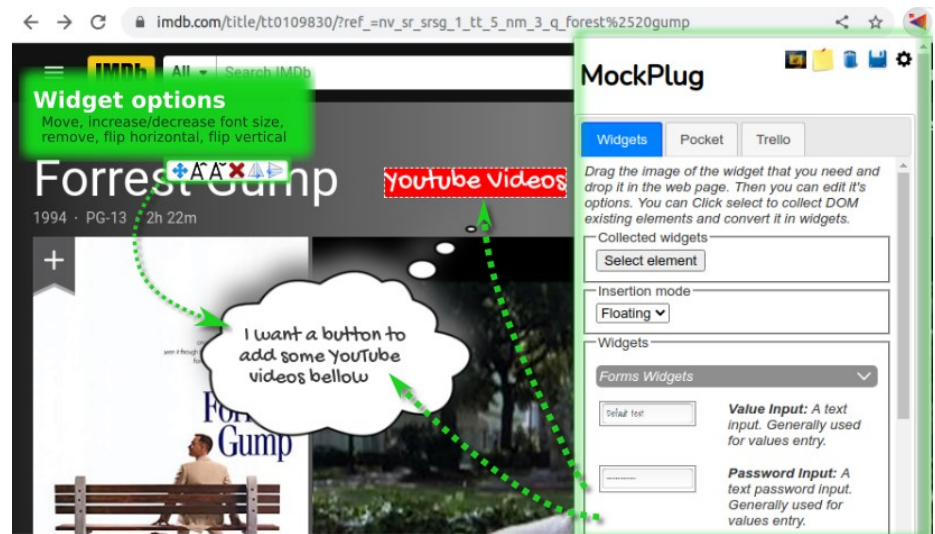 imdb.com/title/tt0109830/?ref_=nv_sr_srsg_1_tt_5_nm_3_q_forest%2520gump
IMDb All Search IMDb
Widget options
Move, increase/decrease font size,
remove, flip horizontal, flip vertical
Forrest Gump
YouTube Videos
1994 · PG-13 · 2h 22m
I want a button to
add some YouTube
videos bellow
Gump
MockPlug
Widgets Pocket Trello
Drag the image of the widget that you need and
drop it in the web page. Then you can edit it's
options. You can Click select to collect DOM
existing elements and convert it in widgets.
Collected widgets
Select element
Insertion mode
Floating
Widgets
Forms Widgets
Default text
Value Input: A text
input. Generally used
for values entry.
Password Input: A
text password input.
Generally used for
values entry.